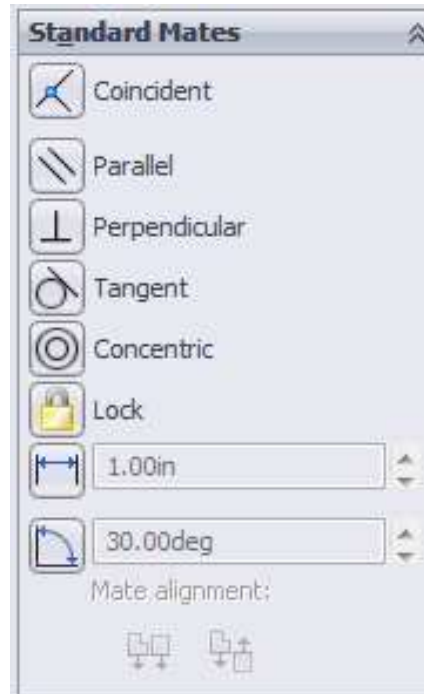 Standard Mates
Coincident
Parallel
Perpendicular
Tangent
Concentric
Lock
1.00in
30.00deg
Mate alignment: